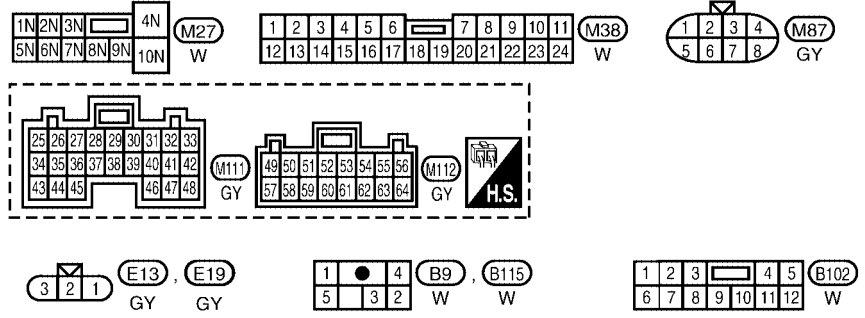 1N 2N 3N 4N
5N 6N 7N 8N 9N 10N
M27
W
1 2 3 4 5 6 7 8 9 10 11
12 13 14 15 16 17 18 19 20 21 22 23 24
M38
W
1 2 3 4
5 6 7 8
M87
GY
25 26 27 28 29 30 31 32 33
34 35 36 37 38 39 40 41 42
43 44 45 46 47 48
M111
GY
49 50 51 52 53 54 55 56
57 58 59 60 61 62 63 64
M112
GY
H.S.
3 2 1
E13 , E19
GY GY
1 4
5 3 2
B9 , B115
W W
1 2 3 4 5
6 7 8 9 10 11 12
B102
W